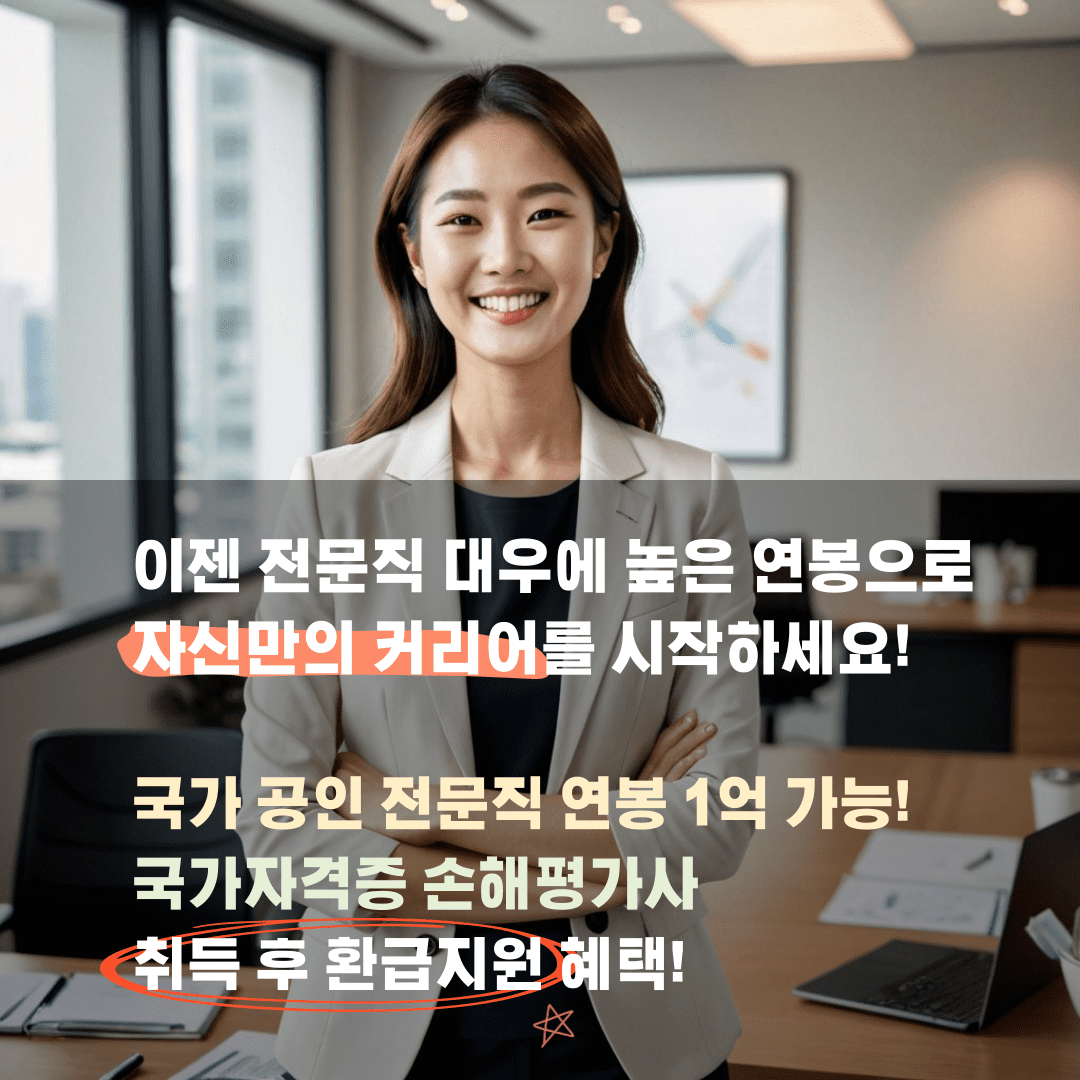 이젠 전문직 대우에 높은 연봉으로
자신만의 커리어를 시작하세요!
국가 공인 전문직 연봉 1억 가능!
국가자격증 손해평가사
취득 후 환급지원 혜택!